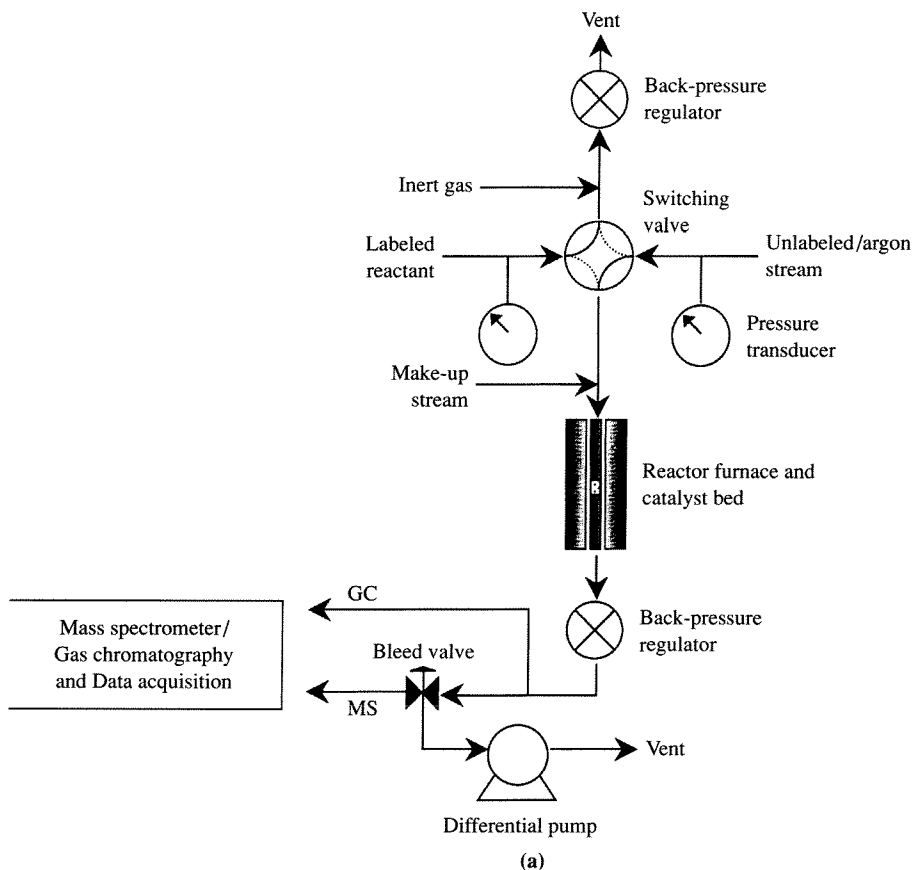 Vent
Back-pressure
regulator
Inert gas
Switching
valve
Labeled
reactant
Unlabeled/argon
stream
Pressure
transducer
Make-up
stream
R
Reactor furnace and
catalyst bed
GC
Back-pressure
regulator
Mass spectrometer/
Gas chromatography
and Data acquisition
Bleed valve
MS
Vent
Differential pump
(a)